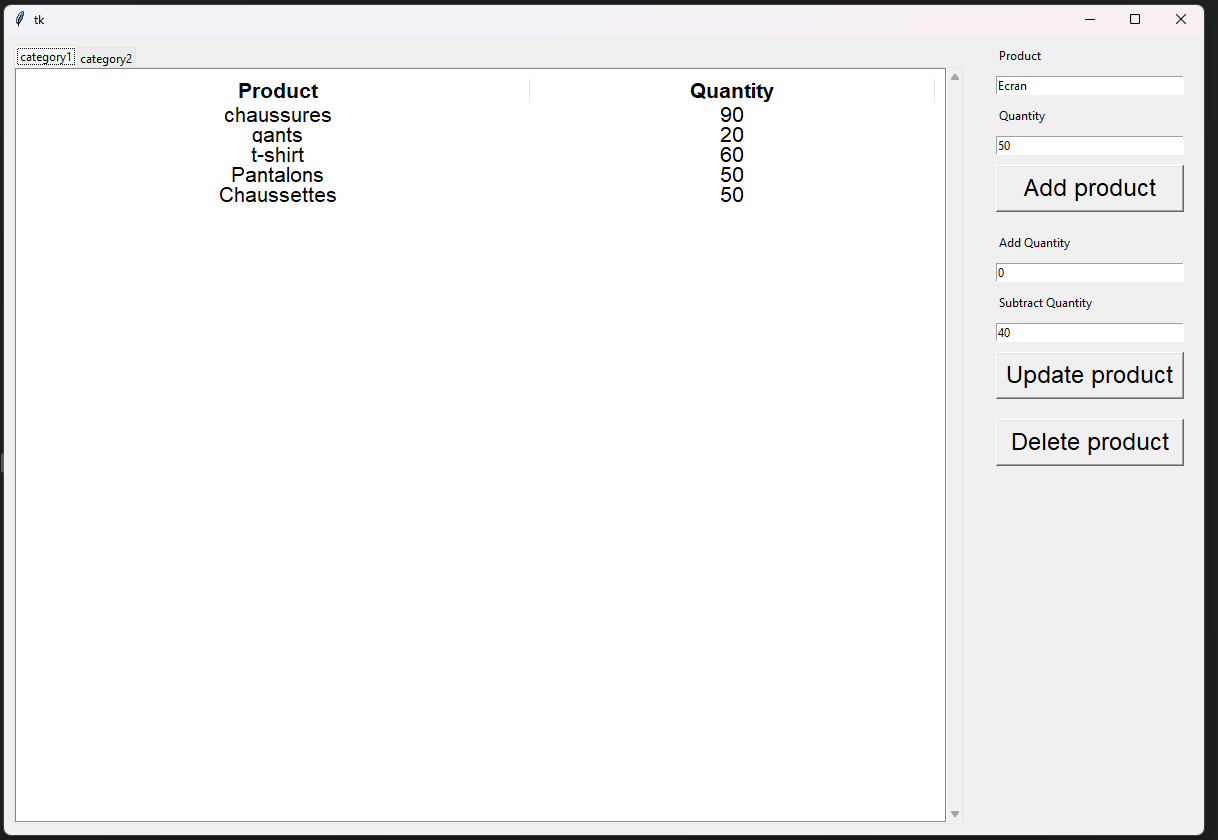 tk
category1 category2
Product Quantity
chaussures 90
gants 20
t-shirt 60
Pantalons 50
Chaussettes 50
Product
Ecran
Quantity
50
Add product
Add Quantity
0
Subtract Quantity
40
Update product
Delete product